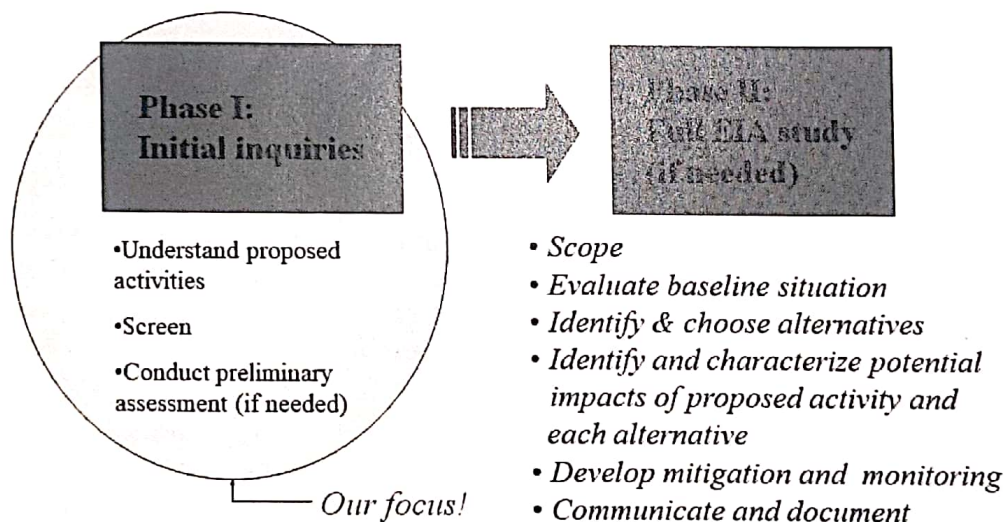 Phase I:
Initial inquiries
•Understand proposed
activities
•Screen
•Conduct preliminary
assessment (if needed)
Our focus!
Phase II:
Full EIA study
(if needed)
• Scope
• Evaluate baseline situation
• Identify & choose alternatives
• Identify and characterize potential
impacts of proposed activity and
each alternative
• Develop mitigation and monitoring
• Communicate and document